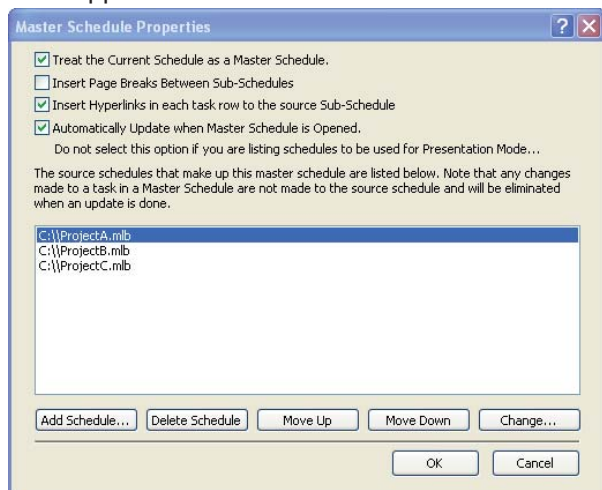 Master Schedule Properties
Treat the Current Schedule as a Master Schedule.
Insert Page Breaks Between Sub-Schedules
Insert Hyperlinks in each task row to the source Sub-Schedule
Automatically Update when Master Schedule is Opened.
Do not select this option if you are listing schedules to be used for Presentation Mode...
The source schedules that make up this master schedule are listed below. Note that any changes
made to a task in a Master Schedule are not made to the source schedule and will be eliminated
when an update is done.
C:\\ProjectA.mlb
C:\\ProjectB.mlb
C:\\ProjectC.mlb
Add Schedule... Delete Schedule Move Up Move Down Change...
OK Cancel